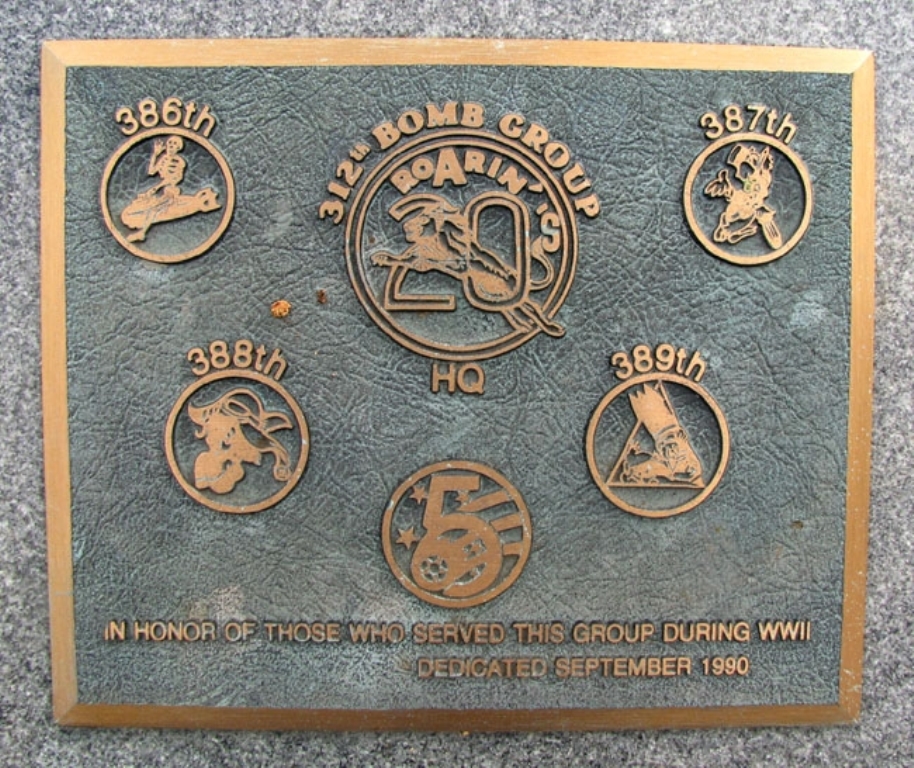 386th
312th BOMB GROUP
387th
ROARIN' 20'S
HQ
388th
389th
5
IN HONOR OF THOSE WHO SERVED THIS GROUP DURING WWII
DEDICATED SEPTEMBER 1990